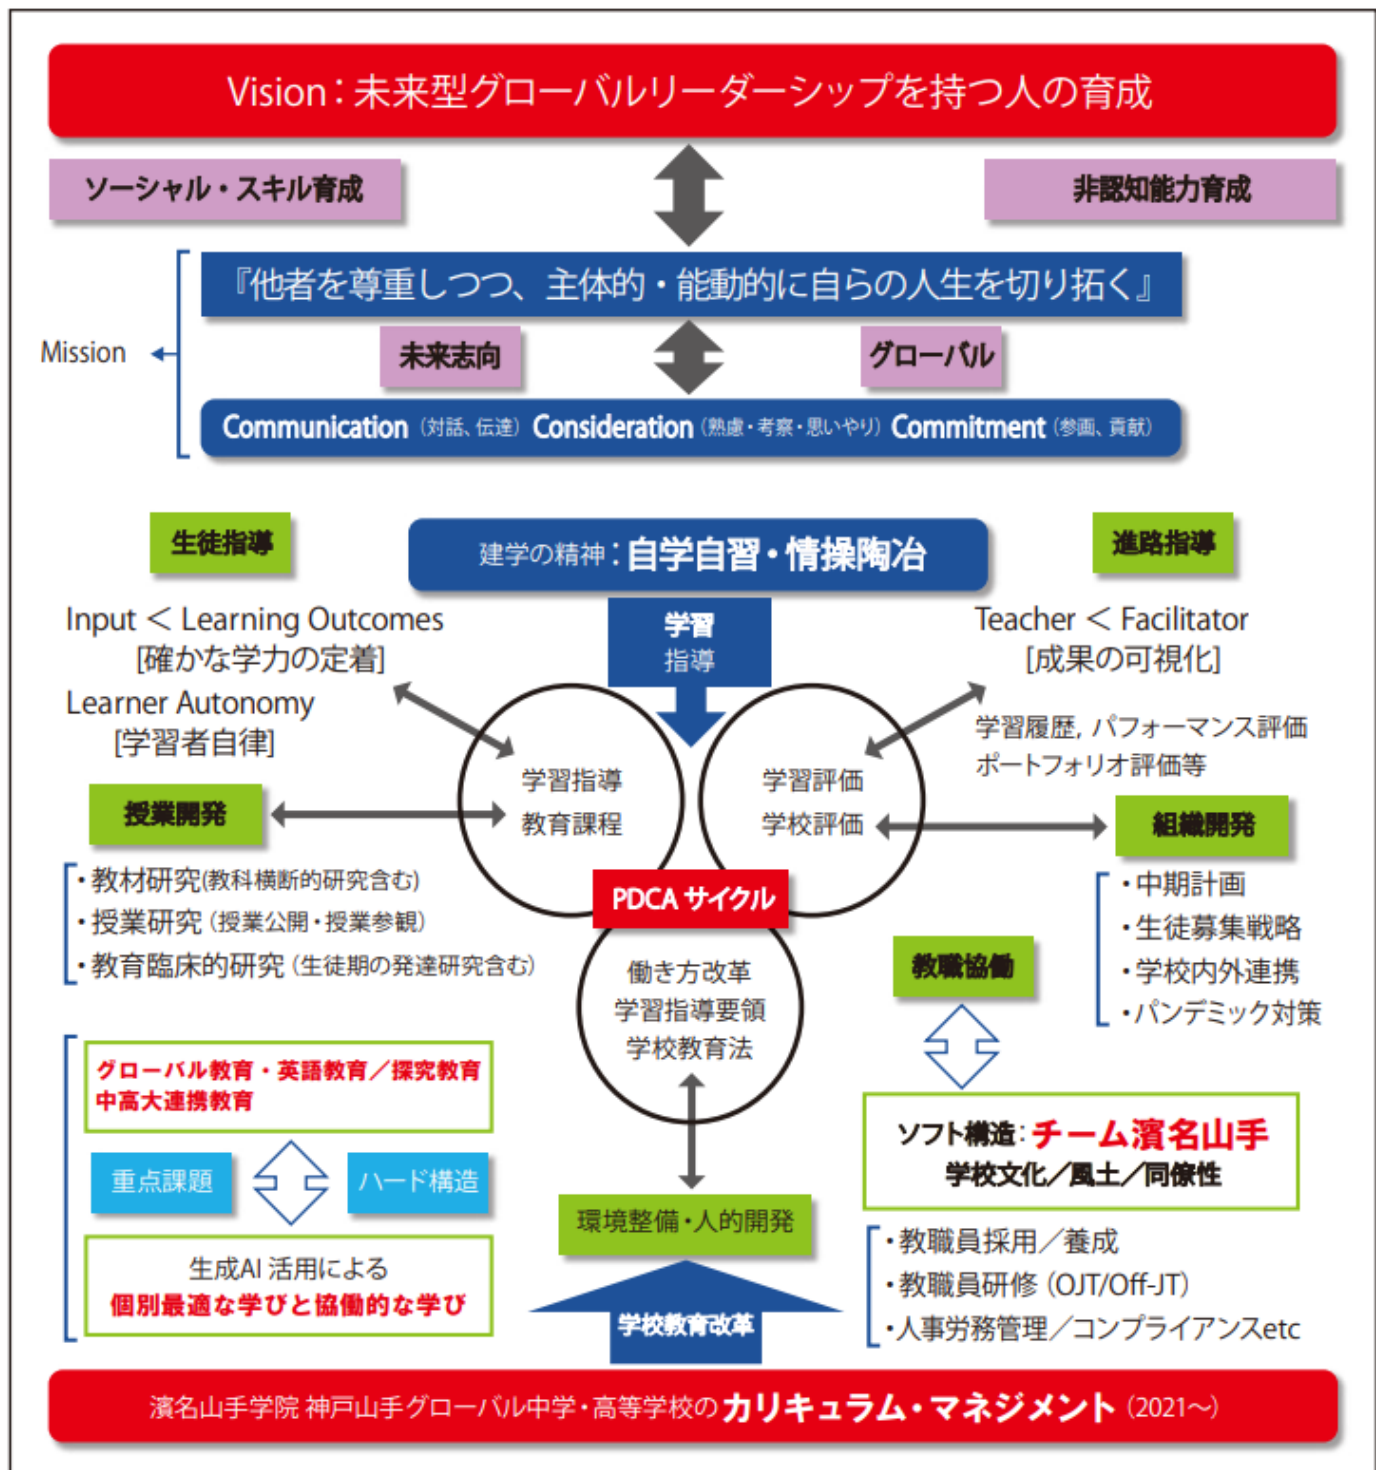 Vision：未来型グローバルリーダーシップを持つ人の育成
ソーシャル・スキル育成
非認知能力育成
『他者を尊重しつつ、主体的・能動的に自らの人生を切り拓く』
Mission
未来志向
グローバル
Communication（対話、伝達）Consideration（熟慮・考察・思いやり）Commitment（参画、貢献）
生徒指導
建学の精神：自学自習・情操陶冶
進路指導
Input ＜ Learning Outcomes
[確かな学力の定着]
Learner Autonomy
[学習者自律]
学習
指導
Teacher ＜ Facilitator
[成果の可視化]
学習履歴, パフォーマンス評価
ポートフォリオ評価等
学習指導
教育課程
学習評価
学校評価
授業開発
組織開発
・教材研究(教科横断的研究含む)
・授業研究（授業公開・授業参観）
・教育臨床的研究（生徒期の発達研究含む）
PDCA サイクル
・中期計画
・生徒募集戦略
・学校内外連携
・パンデミック対策
教職協働
働き方改革
学習指導要領
学校教育法
グローバル教育・英語教育／探究教育
中高大連携教育
重点課題
ハード構造
生成AI 活用による
個別最適な学びと協働的な学び
ソフト構造：チーム濱名山手
学校文化／風土／同僚性
環境整備・人的開発
・教職員採用／養成
・教職員研修（OJT/Off-JT）
・人事労務管理／コンプライアンスetc
学校教育改革
濱名山手学院 神戸山手グローバル中学・高等学校のカリキュラム・マネジメント（2021〜）